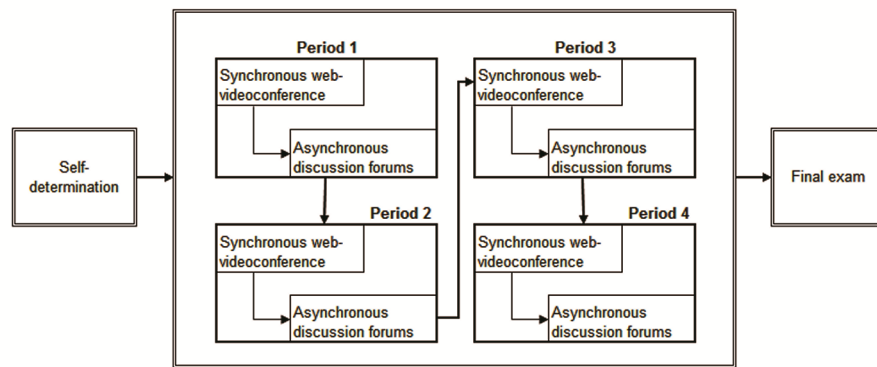 Self-
determination
Period 1
Synchronous web-
videoconference
Asynchronous
discussion forums
Period 2
Synchronous web-
videoconference
Asynchronous
discussion forums
Period 3
Synchronous web-
videoconference
Asynchronous
discussion forums
Period 4
Synchronous web-
videoconference
Asynchronous
discussion forums
Final exam